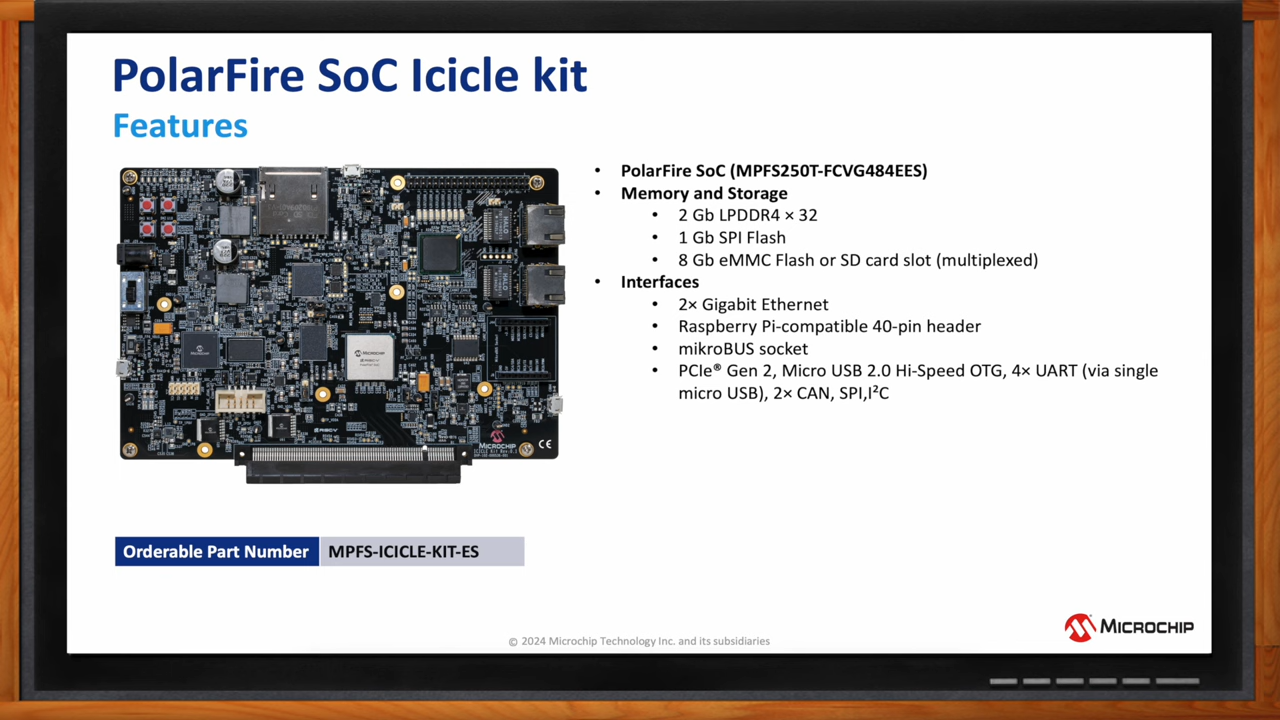 PolarFire SoC Icicle kit
Features
• PolarFire SoC (MPFS250T-FCVG484EES)
• Memory and Storage
• 2 Gb LPDDR4 × 32
• 1 Gb SPI Flash
• 8 Gb eMMC Flash or SD card slot (multiplexed)
• Interfaces
• 2× Gigabit Ethernet
• Raspberry Pi-compatible 40-pin header
• mikroBUS socket
• PCIe® Gen 2, Micro USB 2.0 Hi-Speed OTG, 4× UART (via single
micro USB), 2× CAN, SPI,I²C
MICROCHIP
CE
Orderable Part Number MPFS-ICICLE-KIT-ES
© 2024 Microchip Technology Inc. and its subsidiaries
MICROCHIP